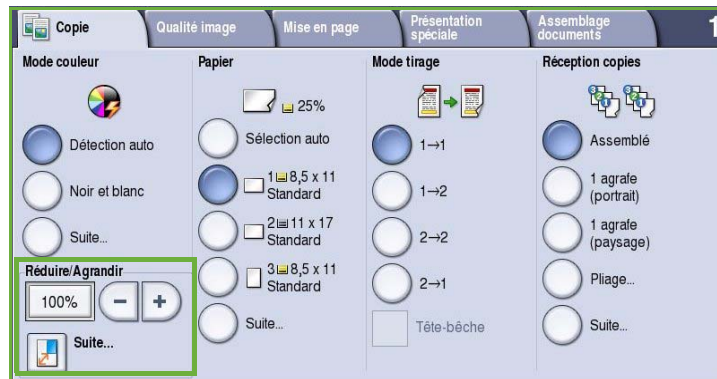 Copie
Qualité image
Mise en page
Présentation
spéciale
Assemblage
documents
1
Mode couleur
Détection auto
Noir et blanc
Suite...
Réduire/Agrandir
100%
−
+
Suite...
Papier
25%
Sélection auto
1 8,5 x 11
Standard
2 11 x 17
Standard
3 8,5 x 11
Standard
Suite...
Mode tirage
1→1
1→2
2→2
2→1
Tête-bêche
Réception copies
Assemblé
1 agrafe
(portrait)
1 agrafe
(paysage)
Pliage...
Suite...